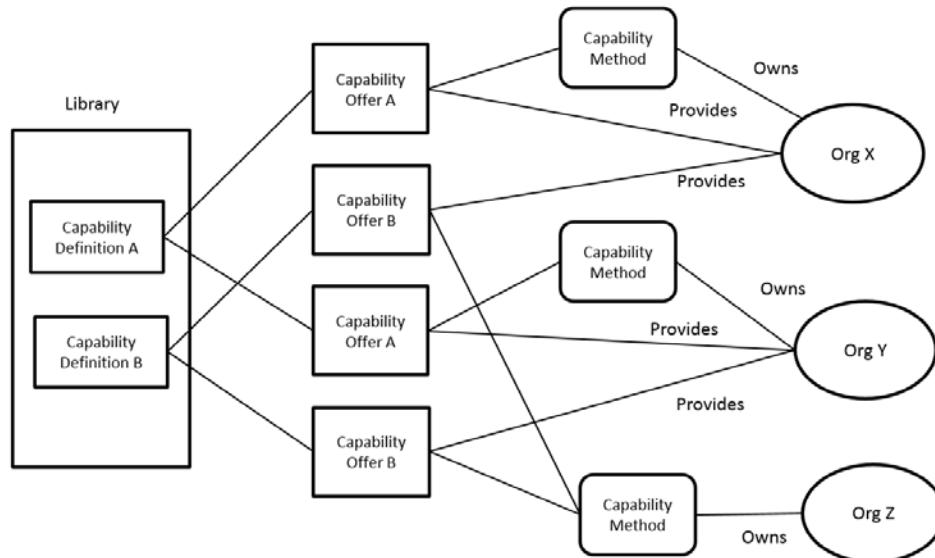 Library
Capability
Definition A
Capability
Definition B
Capability
Offer A
Capability
Offer B
Capability
Offer A
Capability
Offer B
Capability
Method
Owns
Provides
Org X
Provides
Capability
Method
Owns
Provides
Org Y
Provides
Capability
Method
Owns
Org Z